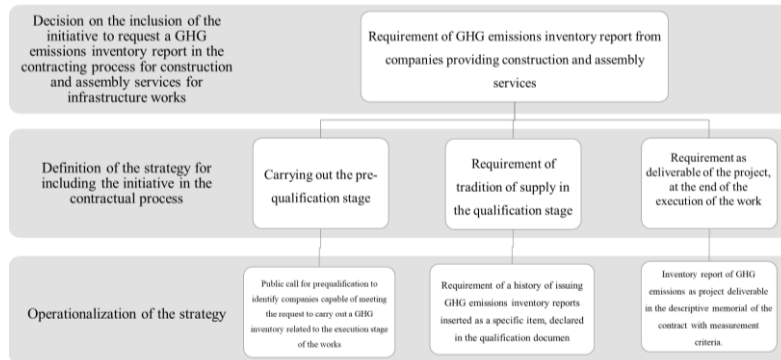 Decision on the inclusion of the
initiative to request a GHG
emissions inventory report in the
contracting process for construction
and assembly services for
infrastructure works
Requirement of GHG emissions inventory report from
companies providing construction and assembly
services
Definition of the strategy for
including the initiative in the
contractual process
Carrying out the pre-
qualification stage
Requirement of
tradition of supply in
the qualification stage
Requirement as
deliverable of the project,
at the end of the
execution of the work
Operationalization of the strategy
Public call for prequalification to
identify companies capable of meeting
the request to carry out a GHG
inventory related to the execution stage
of the works
Requirement of a history of issuing
GHG emissions inventory reports
inserted as a specific item, declared
in the qualification documen
Inventory report of GHG
emissions as project deliverable
in the descriptive memorial of the
contract with measurement
criteria.